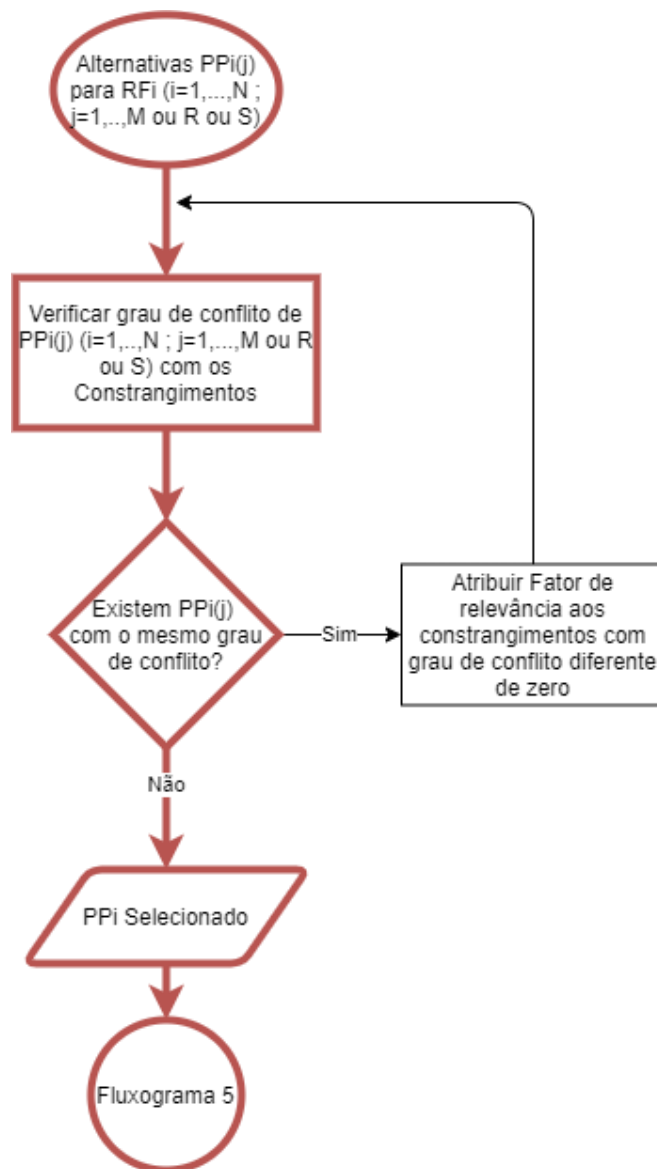 Alternativas PPi(j)
para RFi (i=1,...,N ;
j=1,..,M ou R ou S)
Verificar grau de conflito de
PPi(j) (i=1,..,N ; j=1,...,M ou R
ou S) com os
Constrangimentos
Existem PPi(j)
com o mesmo grau
de conflito?
Sim
Atribuir Fator de
relevância aos
constrangimentos com
grau de conflito diferente
de zero
Não
PPi Selecionado
Fluxograma 5